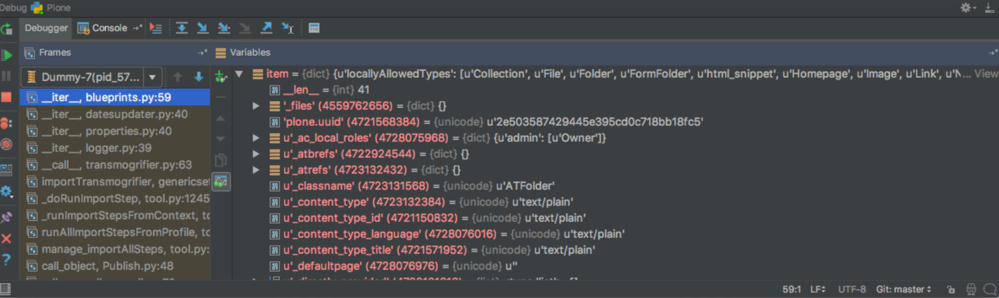 Debug Plone
Debugger Console
Frames
Variables
Dummy-7(pid_57...
__iter__, blueprints.py:59
__iter__, datesupdater.py:40
__iter__, properties.py:40
__iter__, logger.py:39
__call__, transmogrifier.py:63
importTransmogrifier, genericset
_doRunImportStep, tool.py:1245
_runImportStepsFromContext, to
runAllImportStepsFromProfile, to
manage_importAllSteps, tool.py:
call_object, Publish.py:48
item = {dict} {u'locallyAllowedTypes': [u'Collection', u'File', u'Folder', u'FormFolder', u'html_snippet', u'Homepage', u'Image', u'Link', u'N... View
__len__ = {int} 41
'_files' (4559762656) = {dict} {}
'plone.uuid' (4721568384) = {unicode} u'2e503587429445e395cd0c718bb18fc5'
u'_ac_local_roles' (4728075968) = {dict} {u'admin': [u'Owner']}
u'_atbrefs' (4722924544) = {dict} {}
u'_atrefs' (4723132432) = {dict} {}
u'_classname' (4723131568) = {unicode} u'ATFolder'
u'_content_type' (4723132384) = {unicode} u'text/plain'
u'_content_type_id' (4721150832) = {unicode} u'text/plain'
u'_content_type_language' (4728076016) = {unicode} u'text/plain'
u'_content_type_title' (4721571952) = {unicode} u'text/plain'
u'_defaultpage' (4728076976) = {unicode} u''
59:1 LF UTF-8 Git: master